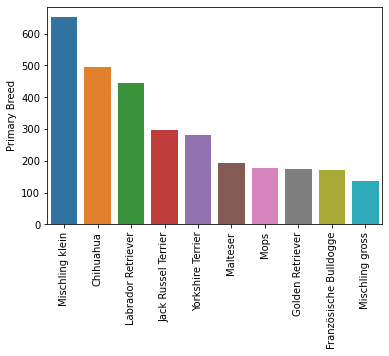 Primary Breed
600
500
400
300
200
100
0
Mischling klein
Chihuahua
Labrador Retriever
Jack Russel Terrier
Yorkshire Terrier
Malteser
Mops
Golden Retriever
Französische Bulldogge
Mischling gross